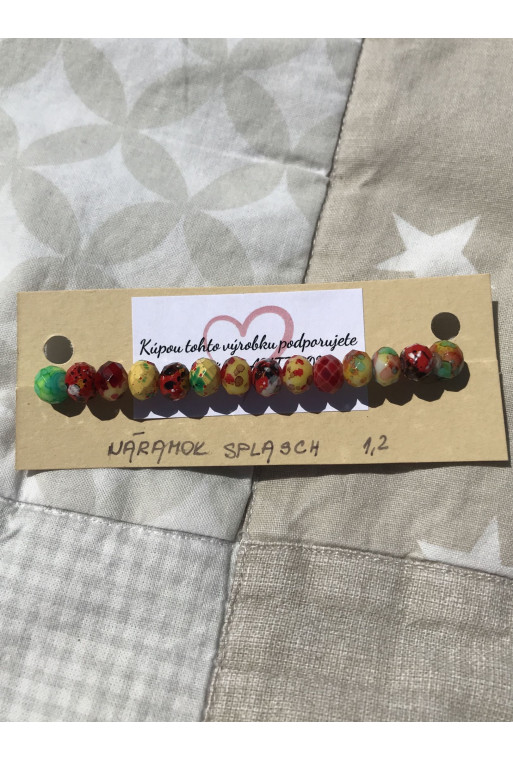 Kúpou tohto výrobku podporujete
NÁRAMOK SPLASCH 1,2